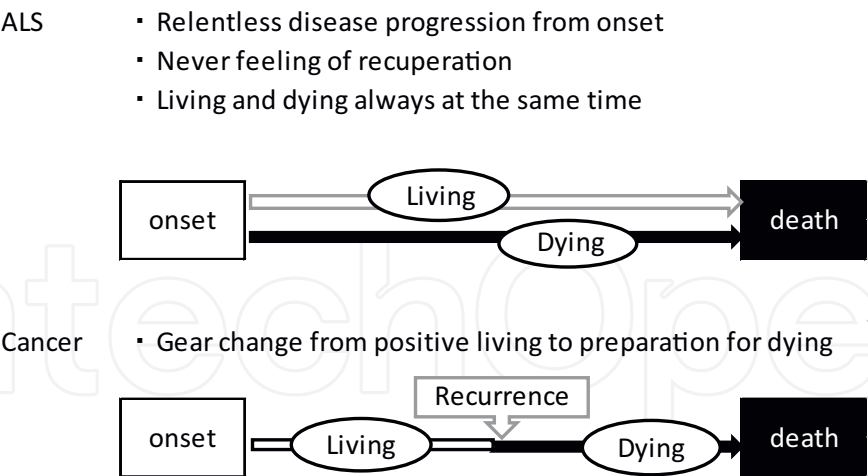 ALS
・Relentless disease progression from onset
・Never feeling of recuperation
・Living and dying always at the same time
onset
Living
Dying
death
IntechOpe
Cancer
・Gear change from positive living to preparation for dying
Recurrence
onset
Living
Dying
death